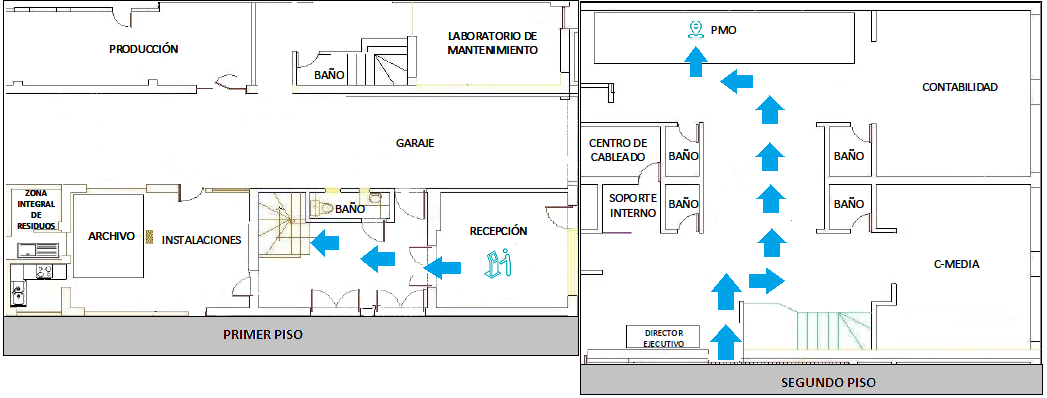 PRODUCCIÓN
LABORATORIO DE
MANTENIMIENTO
BAÑO
GARAJE
ZONA
INTEGRAL
DE
RESIDUOS
ARCHIVO
INSTALACIONES
BAÑO
RECEPCIÓN
PRIMER PISO
PMO
CONTABILIDAD
CENTRO DE
CABLEADO
BAÑO
BAÑO
SOPORTE
INTERNO
BAÑO
BAÑO
C-MEDIA
DIRECTOR
EJECUTIVO
SEGUNDO PISO